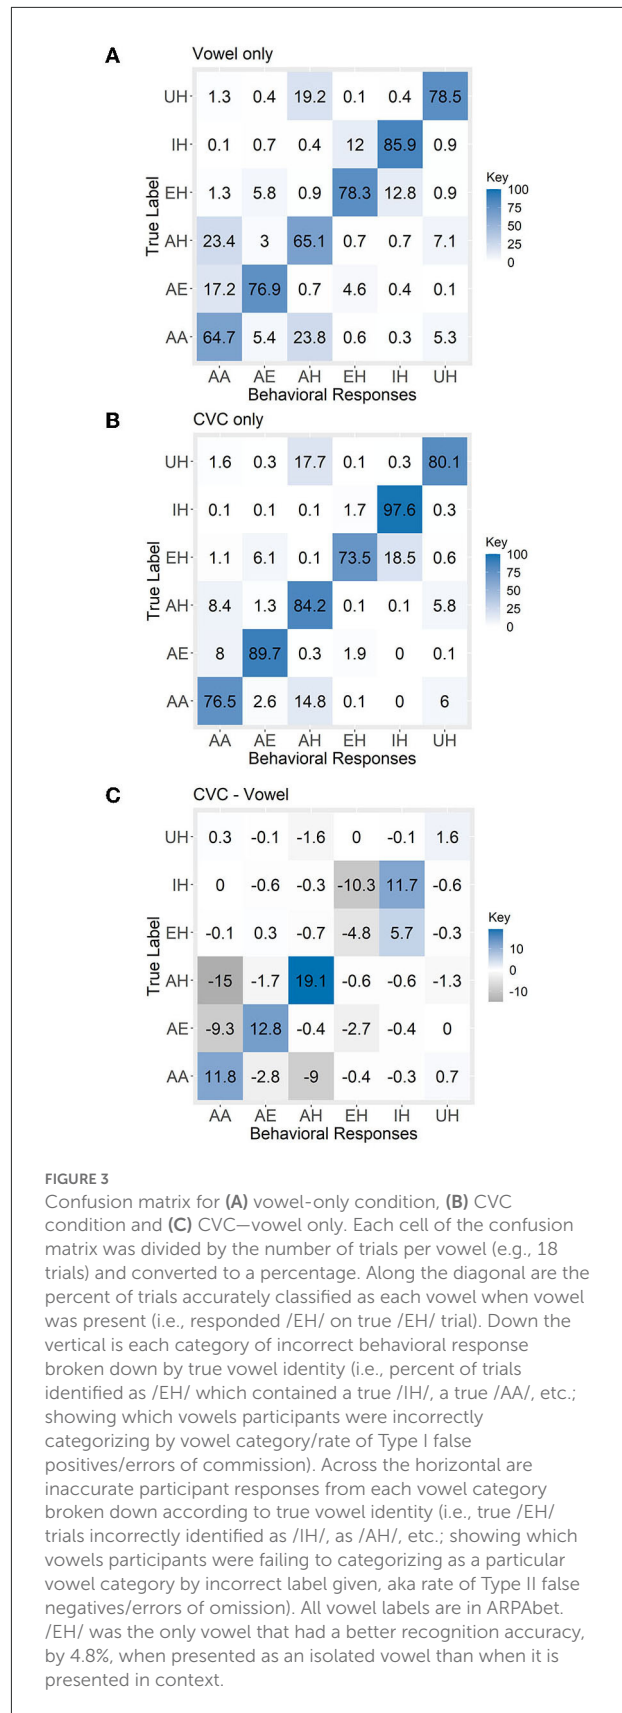 A
Vowel only
UH 1.3 0.4 19.2 0.1 0.4 78.5
IH 0.1 0.7 0.4 12 85.9 0.9
EH 1.3 5.8 0.9 78.3 12.8 0.9
AH 23.4 3 65.1 0.7 0.7 7.1
AE 17.2 76.9 0.7 4.6 0.4 0.1
AA 64.7 5.4 23.8 0.6 0.3 5.3
AA AE AH EH IH UH
Behavioral Responses
True Label
Key
100
75
50
25
0
B
CVC only
UH 1.6 0.3 17.7 0.1 0.3 80.1
IH 0.1 0.1 0.1 1.7 97.6 0.3
EH 1.1 6.1 0.1 73.5 18.5 0.6
AH 8.4 1.3 84.2 0.1 0.1 5.8
AE 8 89.7 0.3 1.9 0 0.1
AA 76.5 2.6 14.8 0.1 0 6
AA AE AH EH IH UH
Behavioral Responses
True Label
Key
100
75
50
25
0
C
CVC - Vowel
UH 0.3 -0.1 -1.6 0 -0.1 1.6
IH 0 -0.6 -0.3 -10.3 11.7 -0.6
EH -0.1 0.3 -0.7 -4.8 5.7 -0.3
AH -15 -1.7 19.1 -0.6 -0.6 -1.3
AE -9.3 12.8 -0.4 -2.7 -0.4 0
AA 11.8 -2.8 -9 -0.4 -0.3 0.7
AA AE AH EH IH UH
Behavioral Responses
True Label
Key
10
0
-10
FIGURE 3
Confusion matrix for (A) vowel-only condition, (B) CVC
condition and (C) CVC—vowel only. Each cell of the confusion
matrix was divided by the number of trials per vowel (e.g., 18
trials) and converted to a percentage. Along the diagonal are the
percent of trials accurately classified as each vowel when vowel
was present (i.e., responded /EH/ on true /EH/ trial). Down the
vertical is each category of incorrect behavioral response
broken down by true vowel identity (i.e., percent of trials
identified as /EH/ which contained a true /IH/, a true /AA/, etc.;
showing which vowels participants were incorrectly
categorizing by vowel category/rate of Type I false
positives/errors of commission). Across the horizontal are
inaccurate participant responses from each vowel category
broken down according to true vowel identity (i.e., true /EH/
trials incorrectly identified as /IH/, as /AH/, etc.; showing which
vowels participants were failing to categorizing as a particular
vowel category by incorrect label given, aka rate of Type II false
negatives/errors of omission). All vowel labels are in ARPAbet.
/EH/ was the only vowel that had a better recognition accuracy,
by 4.8%, when presented as an isolated vowel than when it is
presented in context.